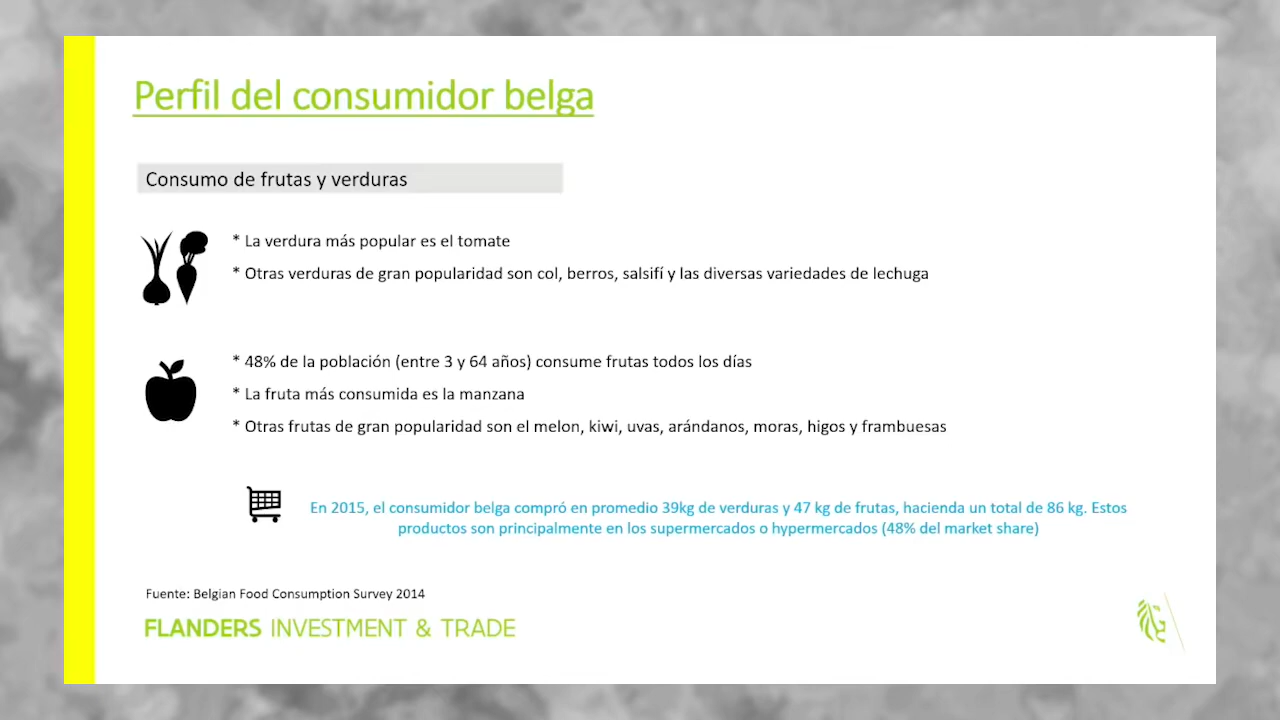 Perfil del consumidor belga
Consumo de frutas y verduras
* La verdura más popular es el tomate
* Otras verduras de gran popularidad son col, berros, salsifí y las diversas variedades de lechuga
* 48% de la población (entre 3 y 64 años) consume frutas todos los días
* La fruta más consumida es la manzana
* Otras frutas de gran popularidad son el melon, kiwi, uvas, arándanos, moras, higos y frambuesas
En 2015, el consumidor belga compró en promedio 39kg de verduras y 47 kg de frutas, hacienda un total de 86 kg. Estos
productos son principalmente en los supermercados o hypermercados (48% del market share)
Fuente: Belgian Food Consumption Survey 2014
FLANDERS INVESTMENT & TRADE